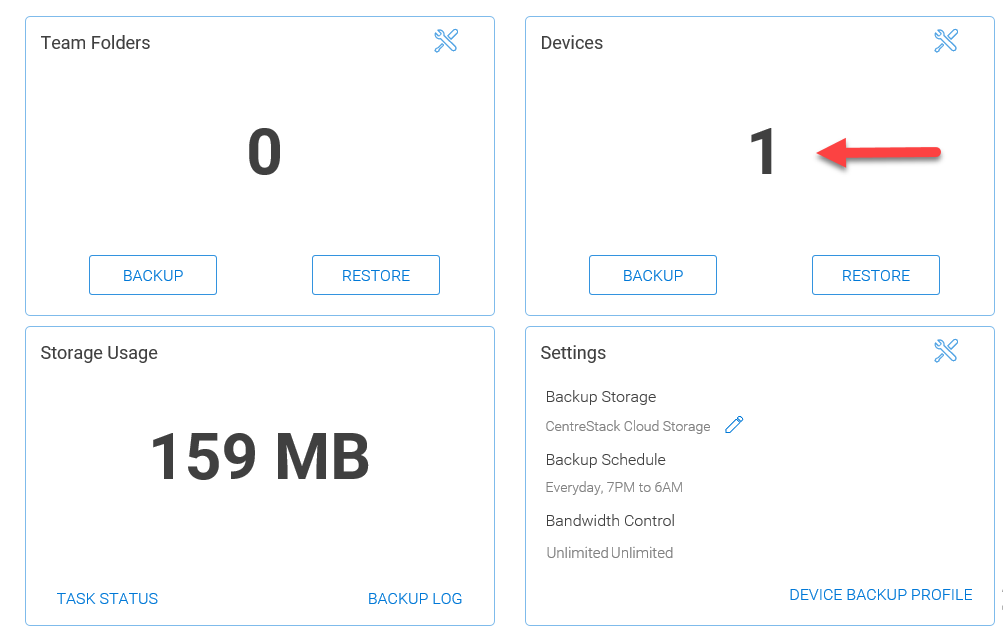 Team Folders
0
BACKUP
RESTORE
Devices
1
BACKUP
RESTORE
Storage Usage
159 MB
TASK STATUS
BACKUP LOG
Settings
Backup Storage
CentreStack Cloud Storage
Backup Schedule
Everyday, 7PM to 6AM
Bandwidth Control
Unlimited Unlimited
DEVICE BACKUP PROFILE